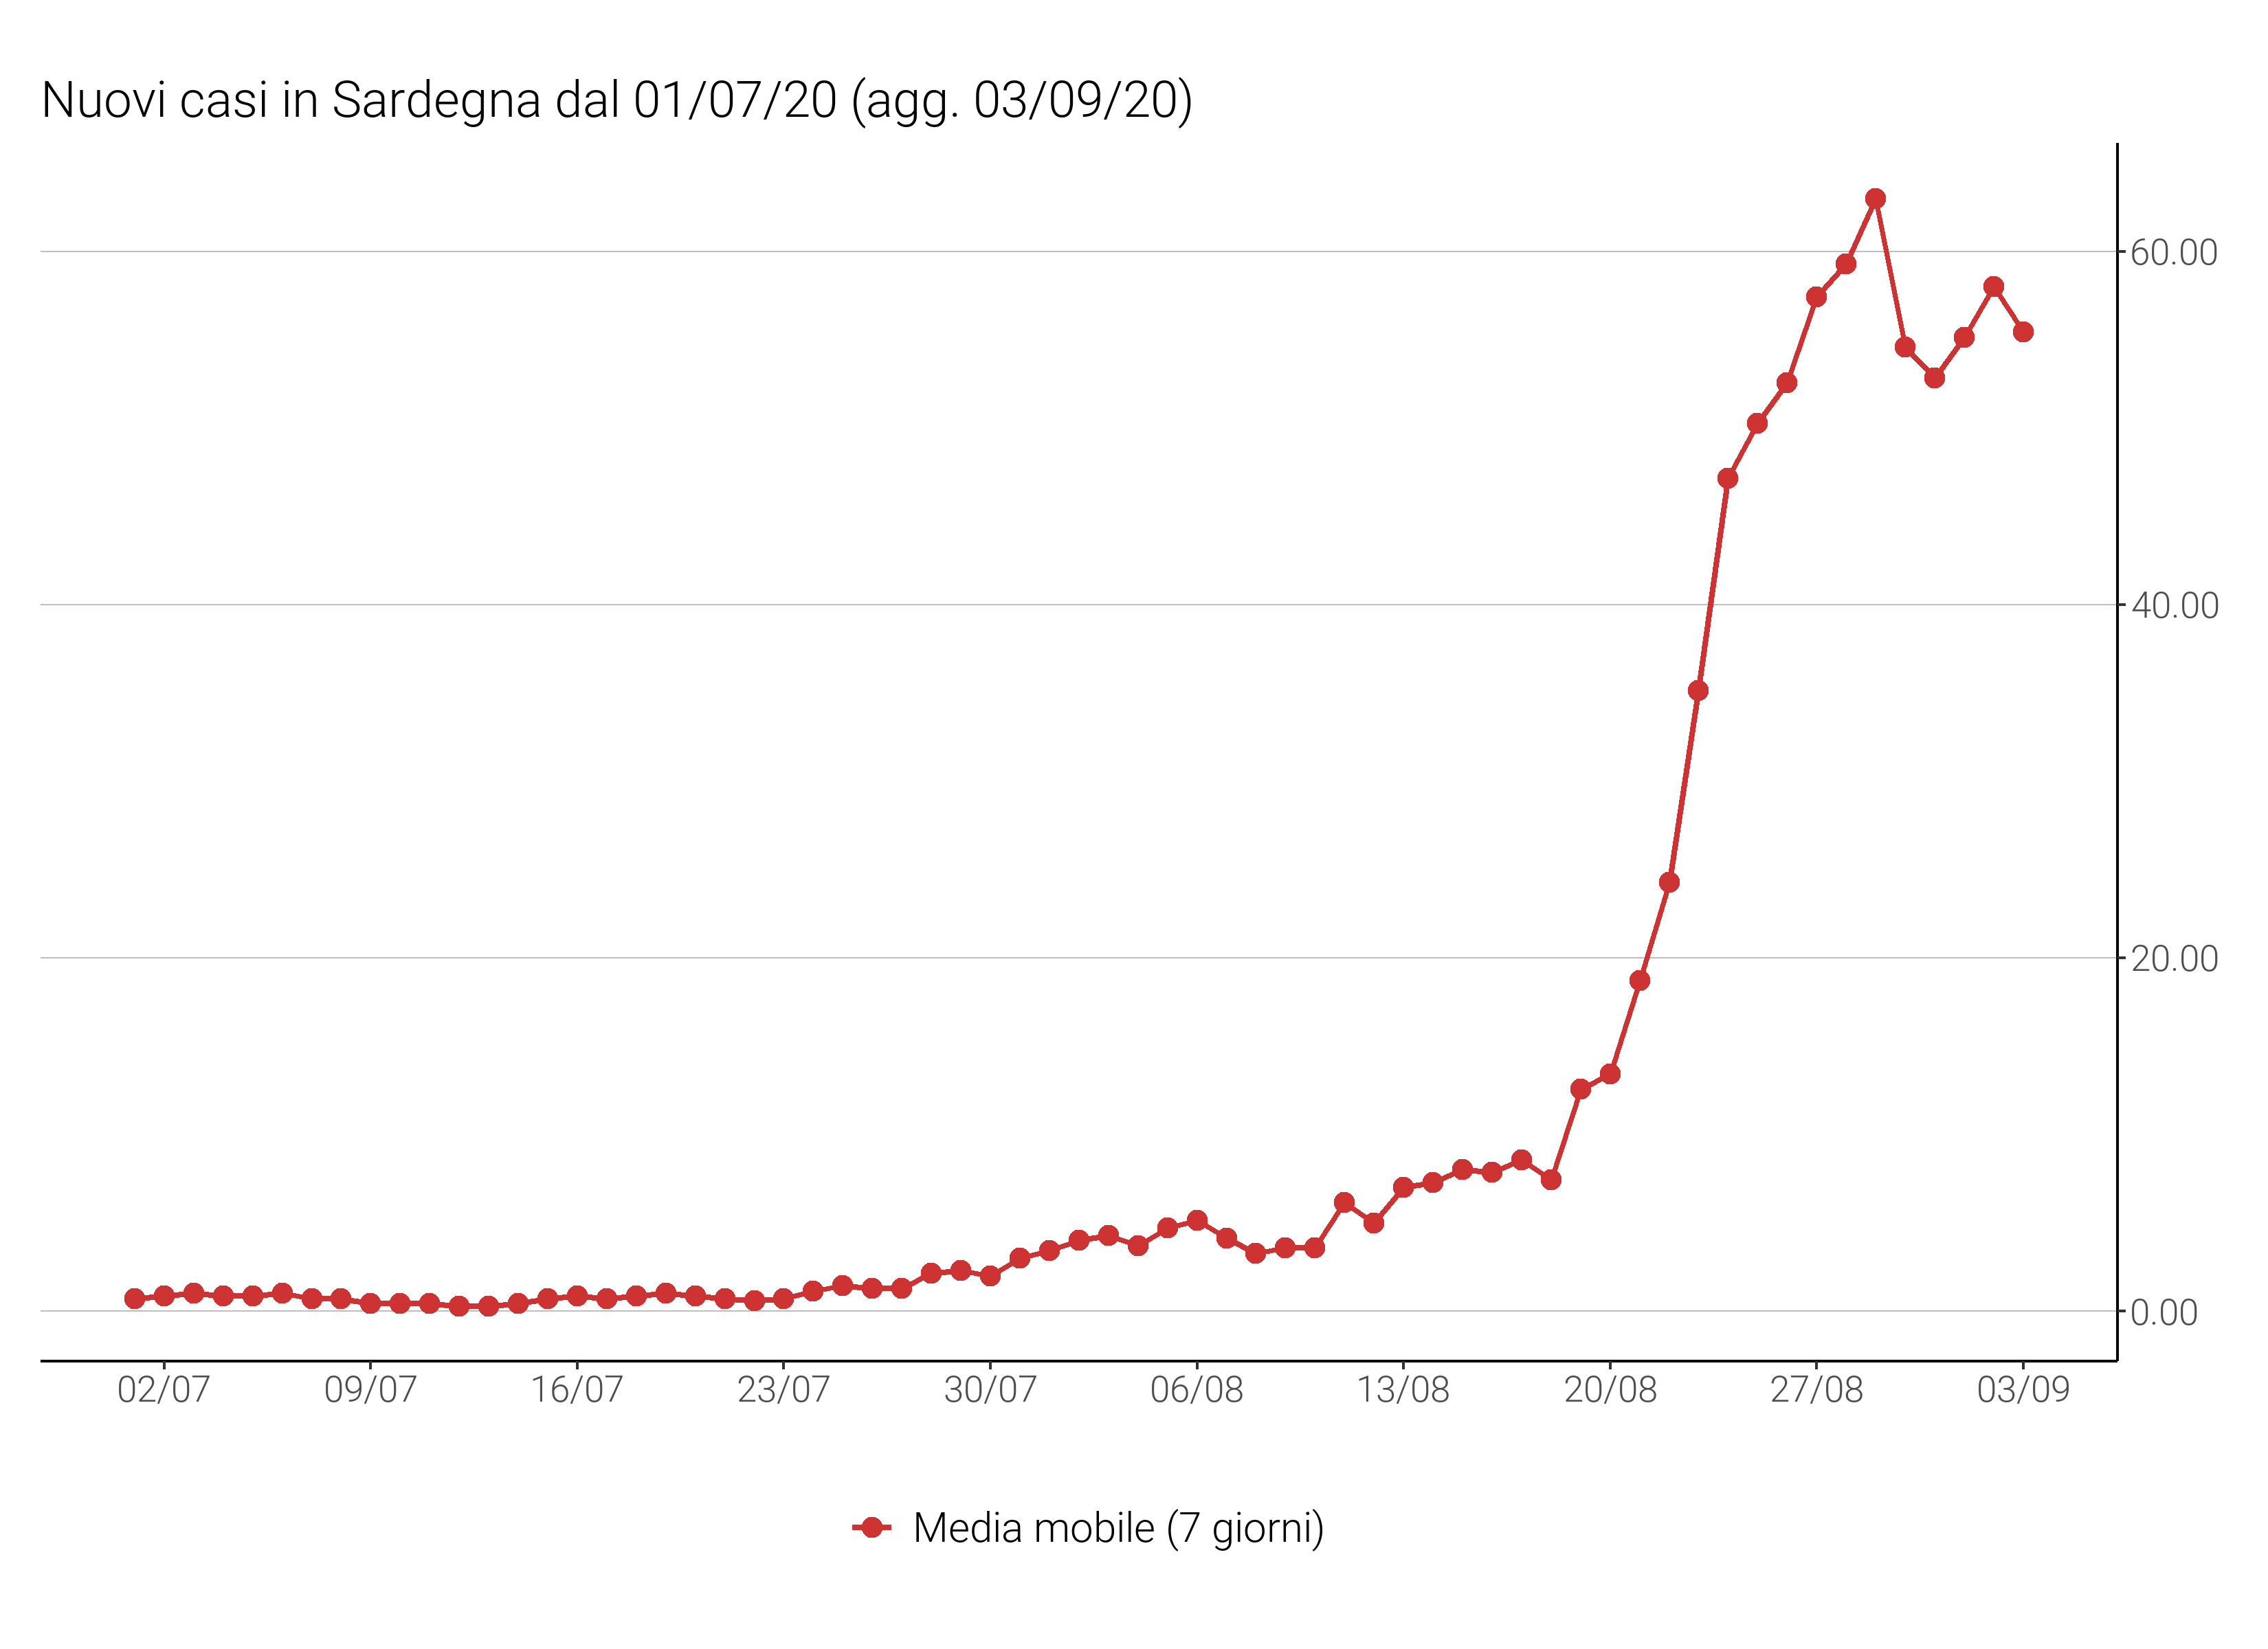 Nuovi casi in Sardegna dal 01/07/20 (agg. 03/09/20)
60.00
40.00
20.00
0.00
02/07 09/07 16/07 23/07 30/07 06/08 13/08 20/08 27/08 03/09
Media mobile (7 giorni)